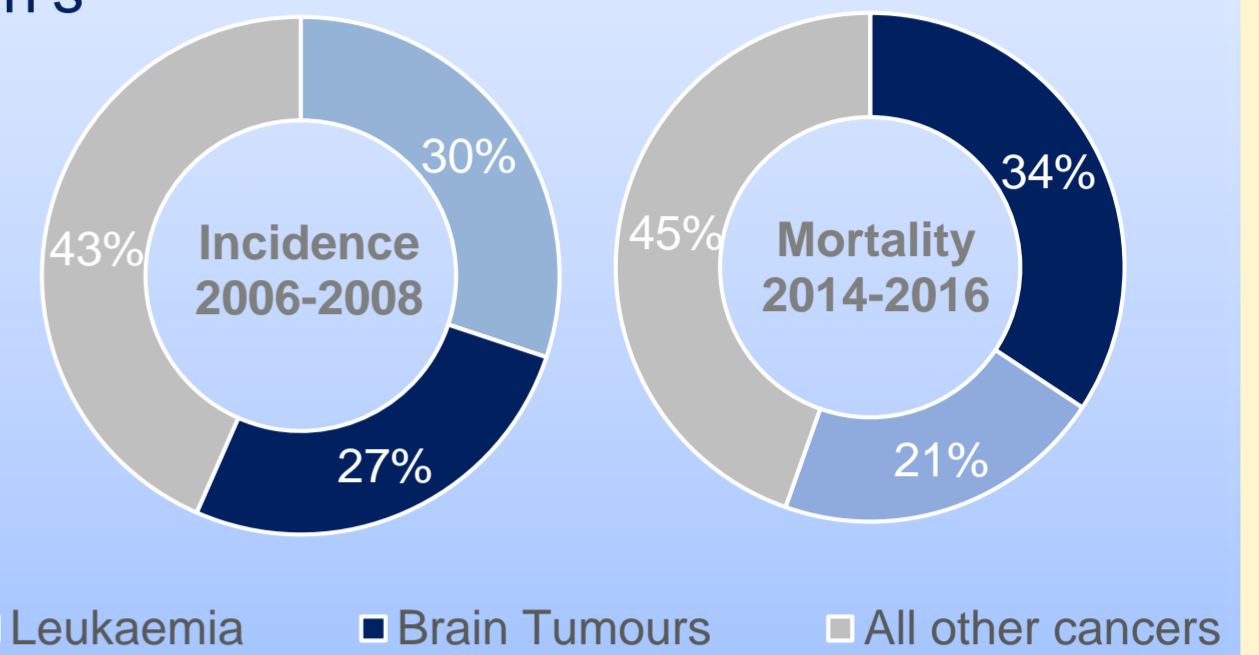 30%
43%
Incidence
2006-2008
27%
34%
45%
Mortality
2014-2016
21%
Leukaemia
Brain Tumours
All other cancers